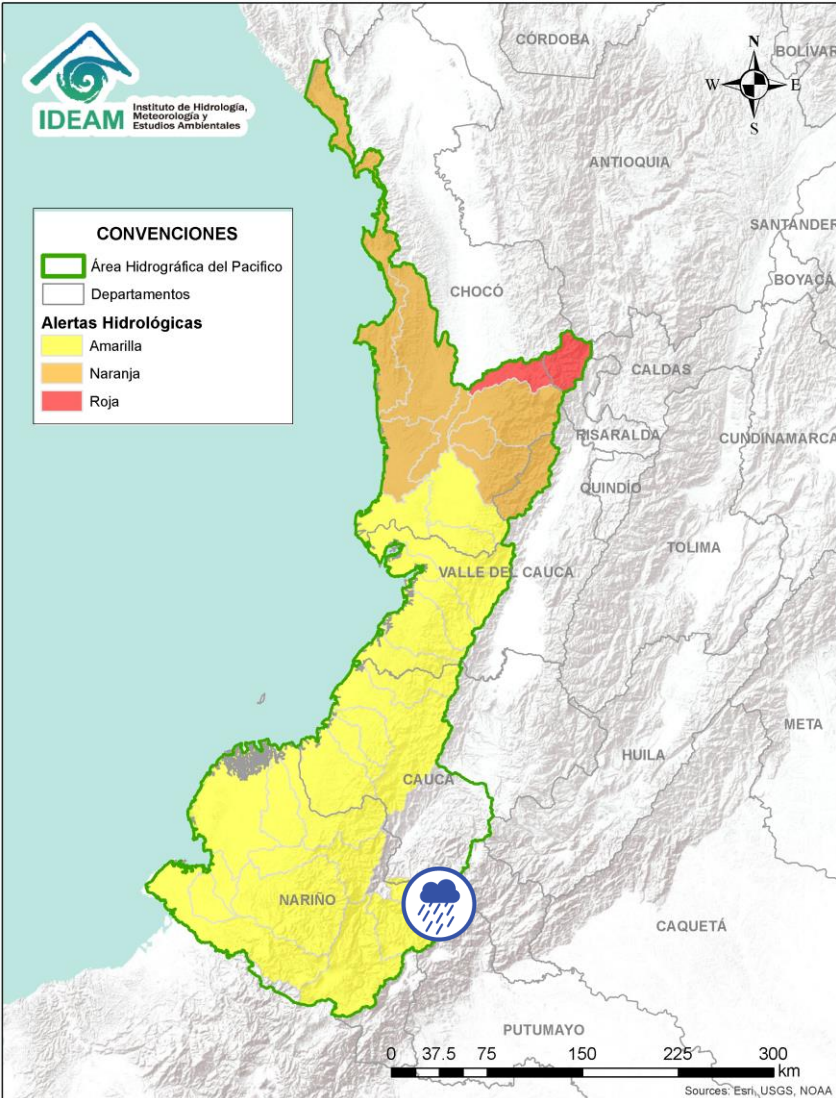 IDEAM
Instituto de Hidrología,
Meteorología y
Estudios Ambientales
CÓRDOBA
BOLÍVAR
N
W
E
S
ANTIOQUIA
SANTANDER
BOYACÁ
CONVENCIONES
Área Hidrográfica del Pacifico
Departamentos
Alertas Hidrológicas
Amarilla
Naranja
Roja
CHOCÓ
CALDAS
RISARALDA
CUNDINAMARCA
QUINDÍO
TOLIMA
VALLE DEL CAUCA
META
HUILA
CAUCA
NARIÑO
CAQUETÁ
PUTUMAYO
0 37.5 75 150 225 300
km
Sources: Esri, USGS, NOAA